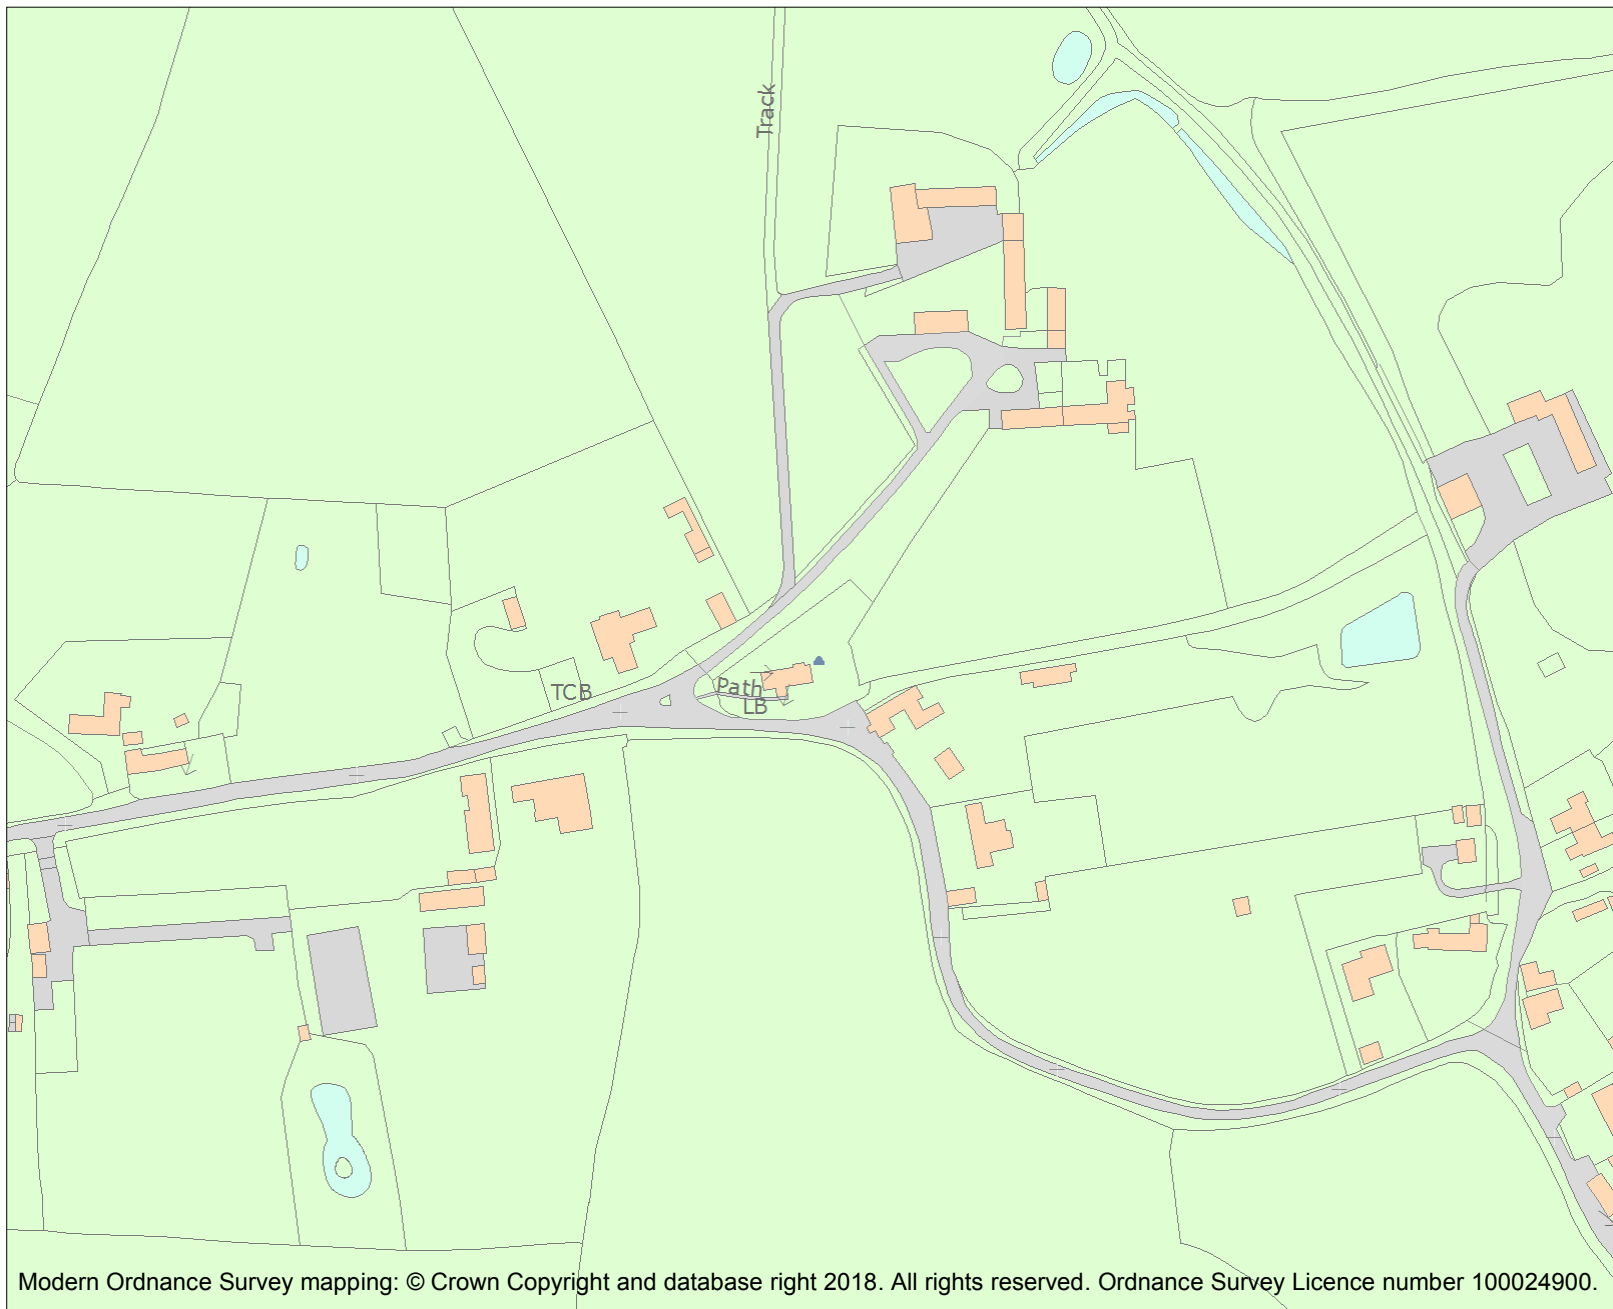 Track
TCB
Path
LB
Modern Ordnance Survey mapping: © Crown Copyright and database right 2018. All rights reserved. Ordnance Survey Licence number 100024900.